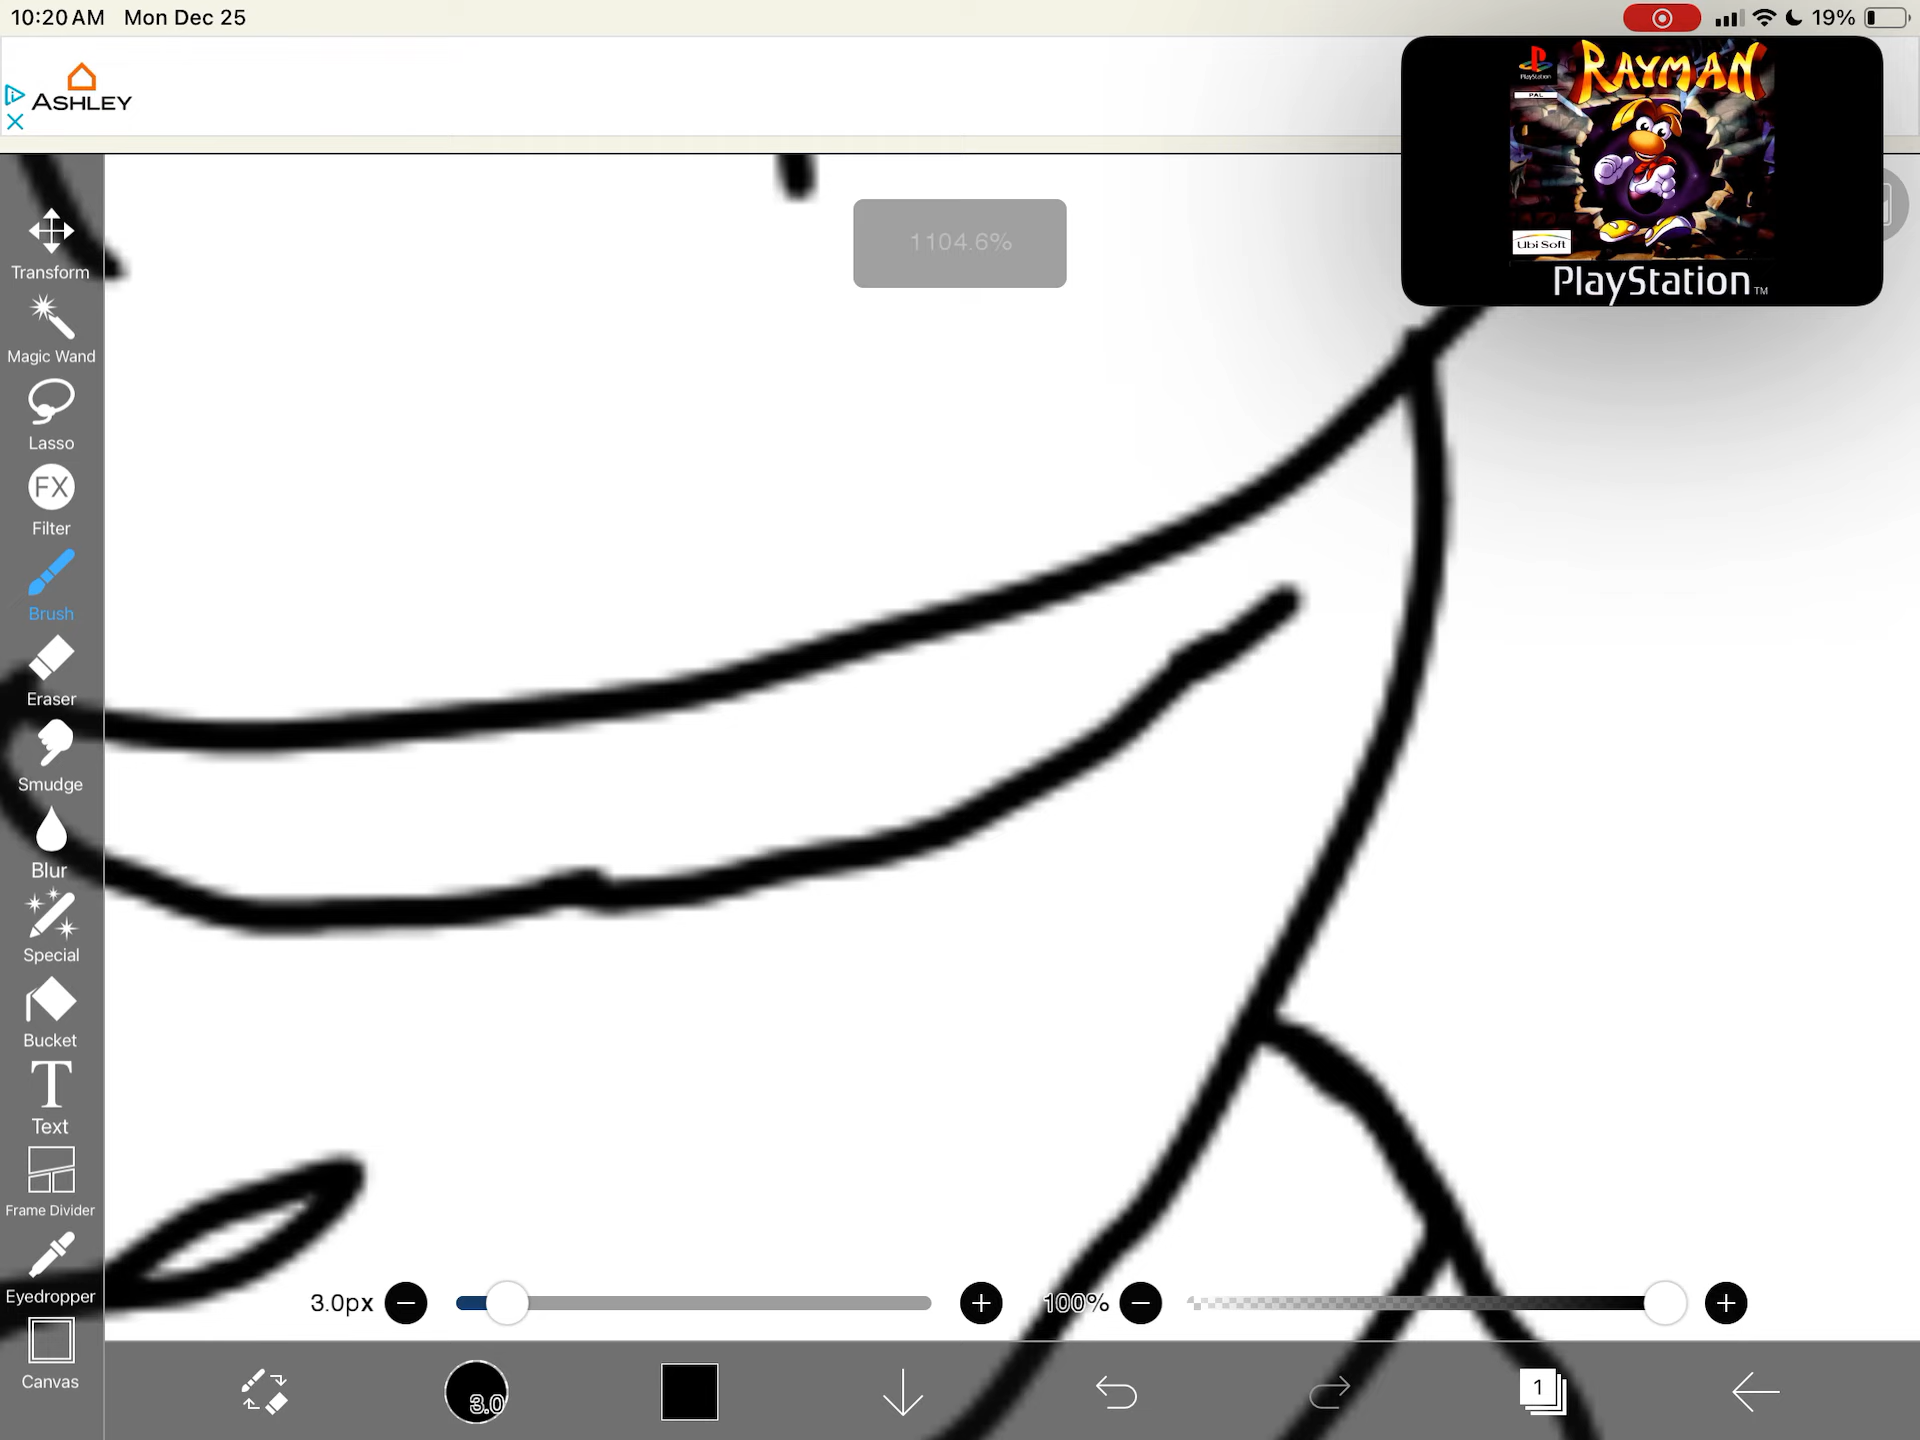 10:20 AM Mon Dec 25
19%
ASHLEY
RAYMAN
PlayStation
PAL
Ubi Soft
PlayStation TM
1104.6%
Transform
Magic Wand
Lasso
FX
Filter
Brush
Eraser
Smudge
Blur
Special
Bucket
T
Text
Frame Divider
Eyedropper
Canvas
3.0px
100%
3.0
1